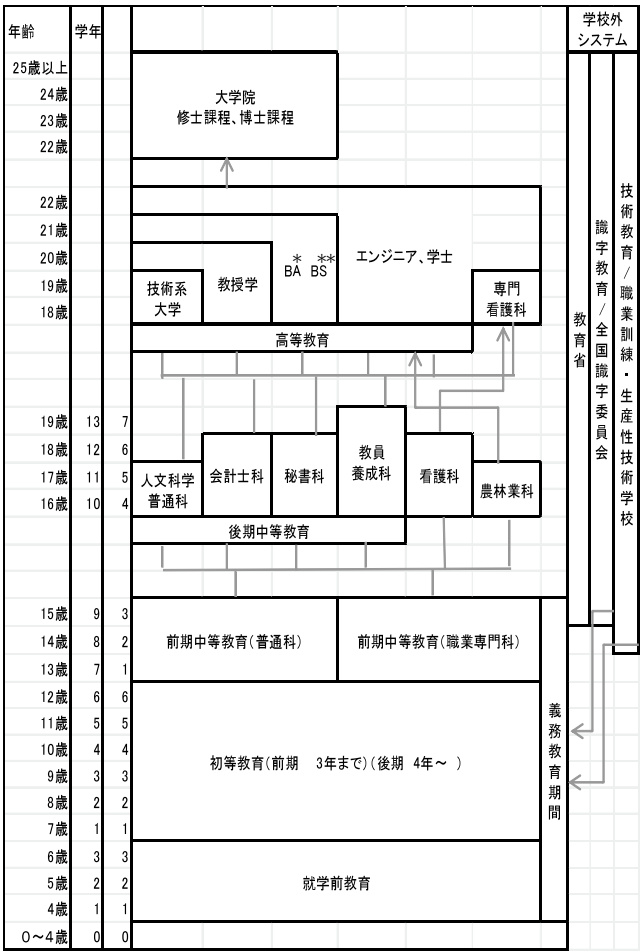 年齢 学年
学校外
システム
25歳以上
24歳
23歳
22歳
大学院
修士課程、博士課程
22歳
21歳
20歳
19歳
18歳
技術系
大学
教授学
* **
BA BS
エンジニア、学士
専門
看護科
高等教育
19歳 13 7
18歳 12 6
17歳 11 5
16歳 10 4
人文科学
普通科
会計士科
秘書科
教員
養成科
看護科
農林業科
後期中等教育
15歳 9 3
14歳 8 2
13歳 7 1
前期中等教育(普通科)
前期中等教育(職業専門科)
12歳 6 6
11歳 5 5
10歳 4 4
9歳 3 3
8歳 2 2
7歳 1 1
初等教育(前期 3年まで)(後期 4年~ )
6歳 3 3
5歳 2 2
4歳 1 1
就学前教育
0~4歳 0 0
義務教育期間
教育省
識字教育/全国識字委員会
技術教育/職業訓練・生産性技術学校